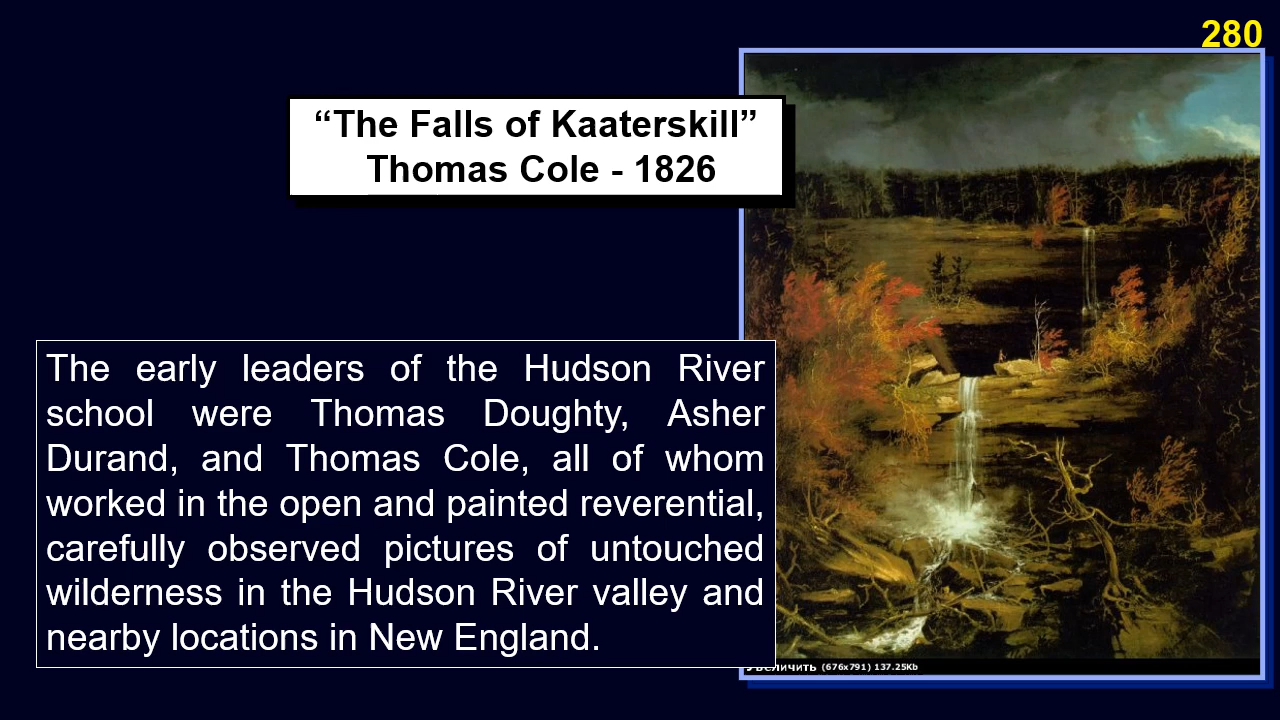 280
“The Falls of Kaaterskill”
Thomas Cole - 1826
The early leaders of the Hudson River
school were Thomas Doughty, Asher
Durand, and Thomas Cole, all of whom
worked in the open and painted reverential,
carefully observed pictures of untouched
wilderness in the Hudson River valley and
nearby locations in New England.
Увеличить (676x791) 137.25Kb